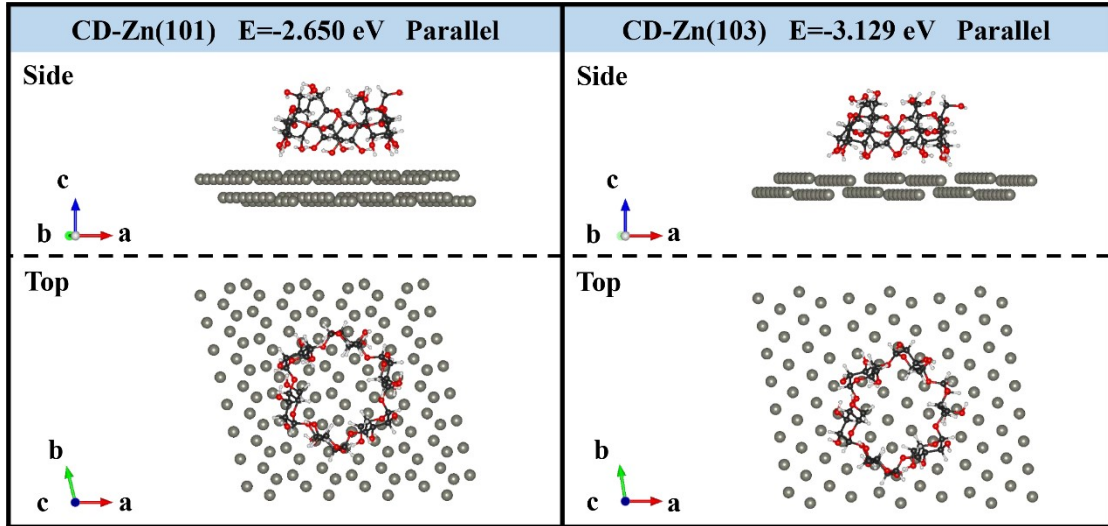 CD-Zn(101) E=-2.650 eV Parallel
Side
c
b
a
Top
b
c
a
CD-Zn(103) E=-3.129 eV Parallel
Side
c
b
a
Top
b
c
a